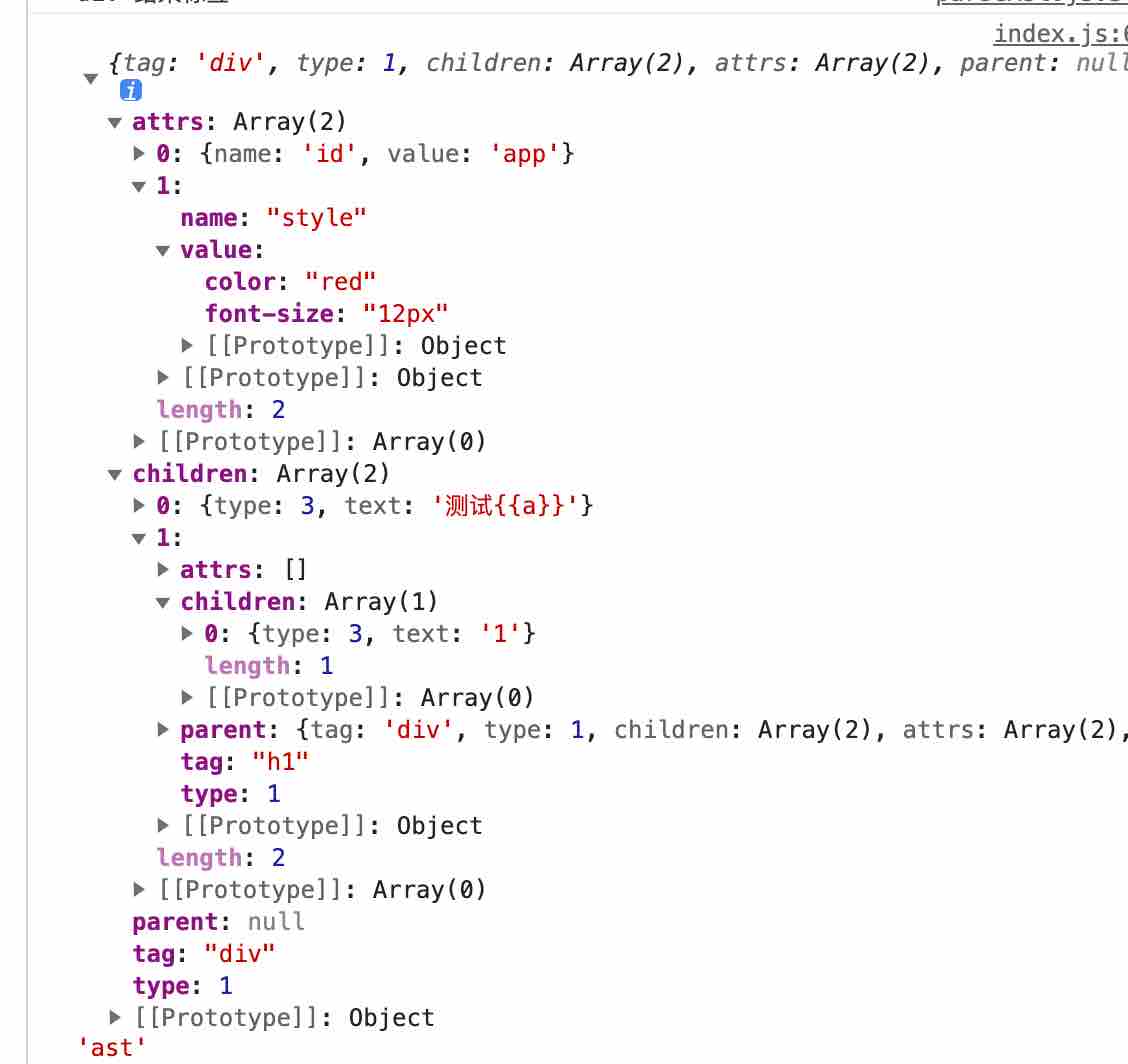 index.js:6
{tag: 'div', type: 1, children: Array(2), attrs: Array(2), parent: null
i
attrs: Array(2)
0: {name: 'id', value: 'app'}
1:
name: "style"
value:
color: "red"
font-size: "12px"
[[Prototype]]: Object
[[Prototype]]: Object
length: 2
[[Prototype]]: Array(0)
children: Array(2)
0: {type: 3, text: '测试{{a}}'}
1:
attrs: []
children: Array(1)
0: {type: 3, text: '1'}
length: 1
[[Prototype]]: Array(0)
parent: {tag: 'div', type: 1, children: Array(2), attrs: Array(2),
tag: "h1"
type: 1
[[Prototype]]: Object
length: 2
[[Prototype]]: Array(0)
parent: null
tag: "div"
type: 1
[[Prototype]]: Object
'ast'